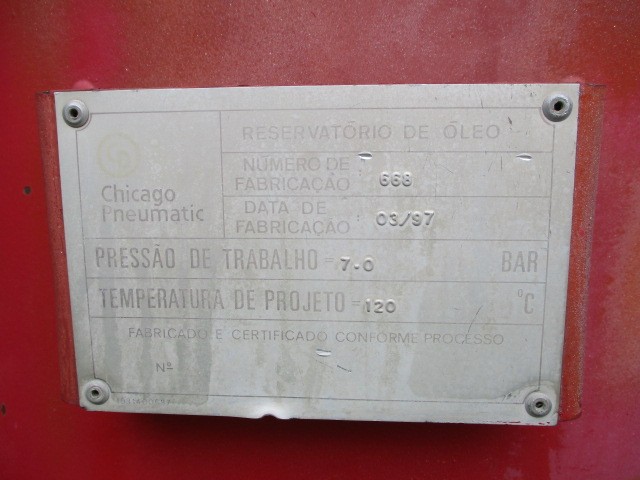 RESERVATÓRIO DE ÓLEO
Chicago
Pneumatic
NÚMERO DE
FABRICAÇÃO 668
DATA DE
FABRICAÇÃO 03/97
PRESSÃO DE TRABALHO = 7.0 BAR
TEMPERATURA DE PROJETO = 120 °C
FABRICADO E CERTIFICADO CONFORME PROCESSO
Nº